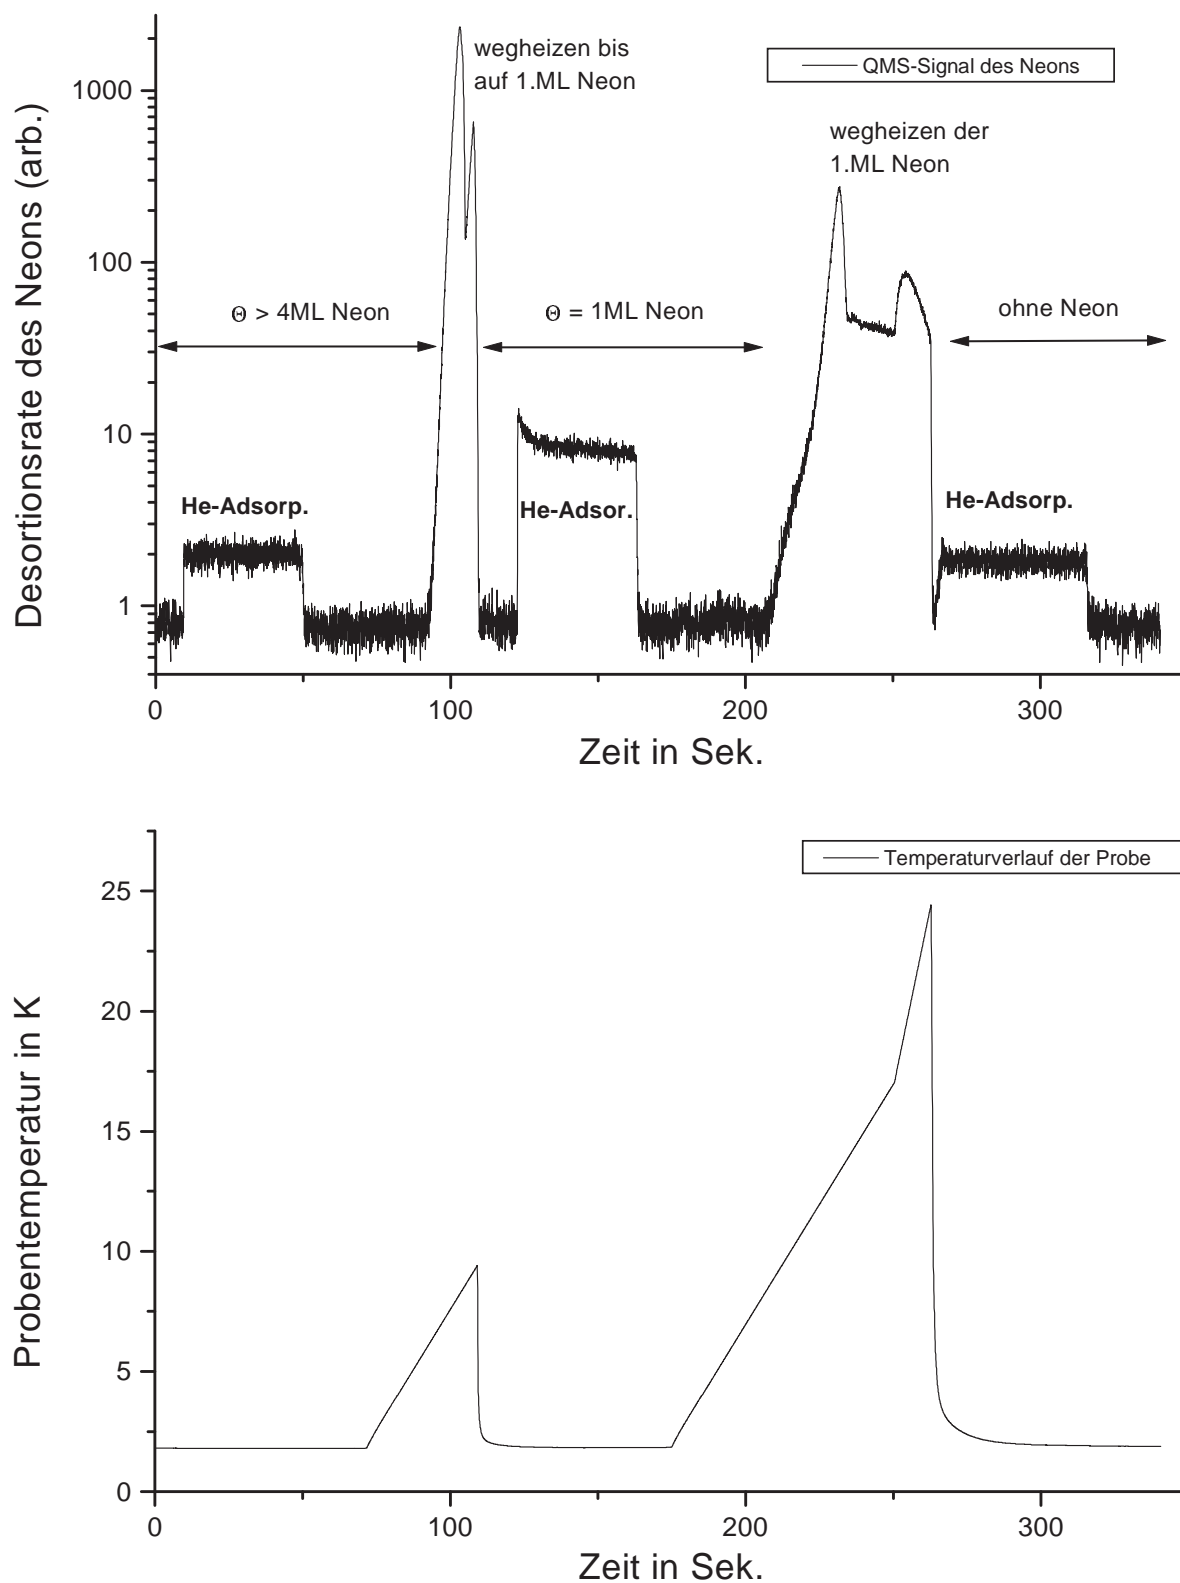 wegheizen bis
auf 1.ML Neon
QMS-Signal des Neons
1000
wegheizen der
1.ML Neon
100
Θ > 4ML Neon
Θ = 1ML Neon
ohne Neon
10
He-Adsorp.
He-Adsor.
He-Adsorp.
1
Desortionsrate des Neons (arb.)
0
100
200
300
Zeit in Sek.
Temperaturverlauf der Probe
25
20
15
10
5
0
Probentemperatur in K
0
100
200
300
Zeit in Sek.